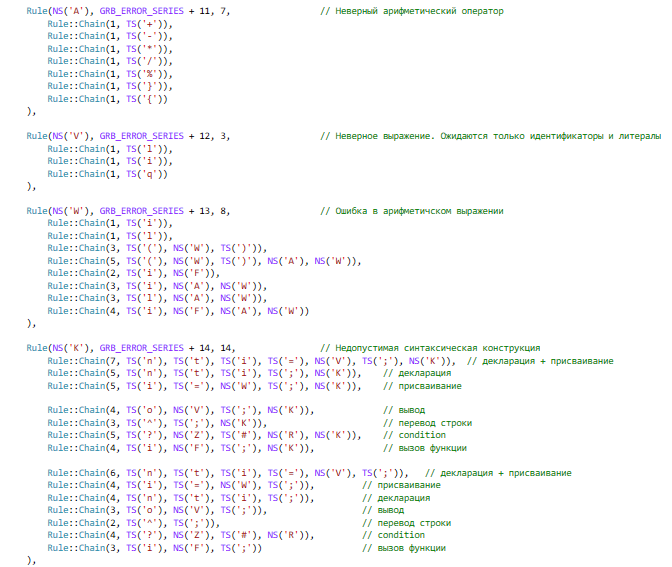 Rule(NS('A'), GRB_ERROR_SERIES + 11, 7, // Неверный арифметический оператор
Rule::Chain(1, TS('+')),
Rule::Chain(1, TS('-')),
Rule::Chain(1, TS('*')),
Rule::Chain(1, TS('/')),
Rule::Chain(1, TS('%')),
Rule::Chain(1, TS('}')),
Rule::Chain(1, TS('{'))
),
Rule(NS('V'), GRB_ERROR_SERIES + 12, 3, // Неверное выражение. Ожидаются только идентификаторы и литералы
Rule::Chain(1, TS('l')),
Rule::Chain(1, TS('i')),
Rule::Chain(1, TS('q'))
),
Rule(NS('W'), GRB_ERROR_SERIES + 13, 8, // Ошибка в арифметичском выражении
Rule::Chain(1, TS('i')),
Rule::Chain(1, TS('l')),
Rule::Chain(3, TS('('), NS('W'), TS(')')),
Rule::Chain(5, TS('('), NS('W'), TS(')'), NS('A'), NS('W')),
Rule::Chain(2, TS('i'), NS('F')),
Rule::Chain(3, TS('i'), NS('A'), NS('W')),
Rule::Chain(3, TS('l'), NS('A'), NS('W')),
Rule::Chain(4, TS('i'), NS('F'), NS('A'), NS('W'))
),
Rule(NS('K'), GRB_ERROR_SERIES + 14, 14, // Недопустимая синтаксическая конструкция
Rule::Chain(7, TS('n'), TS('t'), TS('i'), TS('='), NS('V'), TS(';'), NS('K')), // декларация + присваивание
Rule::Chain(5, TS('n'), TS('t'), TS('i'), TS(';'), NS('K')), // декларация
Rule::Chain(5, TS('i'), TS('='), NS('W'), TS(';'), NS('K')), // присваивание
Rule::Chain(4, TS('o'), NS('V'), TS(';'), NS('K')), // вывод
Rule::Chain(3, TS('^'), TS(';'), NS('K')), // перевод строки
Rule::Chain(5, TS('?'), NS('Z'), TS('#'), NS('R'), NS('K')), // condition
Rule::Chain(4, TS('i'), NS('F'), TS(';'), NS('K')), // вызов функции
Rule::Chain(6, TS('n'), TS('t'), TS('i'), TS('='), NS('V'), TS(';')), // декларация + присваивание
Rule::Chain(4, TS('i'), TS('='), NS('W'), TS(';')), // присваивание
Rule::Chain(4, TS('n'), TS('t'), TS('i'), TS(';')), // декларация
Rule::Chain(3, TS('o'), NS('V'), TS(';')), // вывод
Rule::Chain(2, TS('^'), TS(';')), // перевод строки
Rule::Chain(4, TS('?'), NS('Z'), TS('#'), NS('R')), // condition
Rule::Chain(3, TS('i'), NS('F'), TS(';')) // вызов функции
),